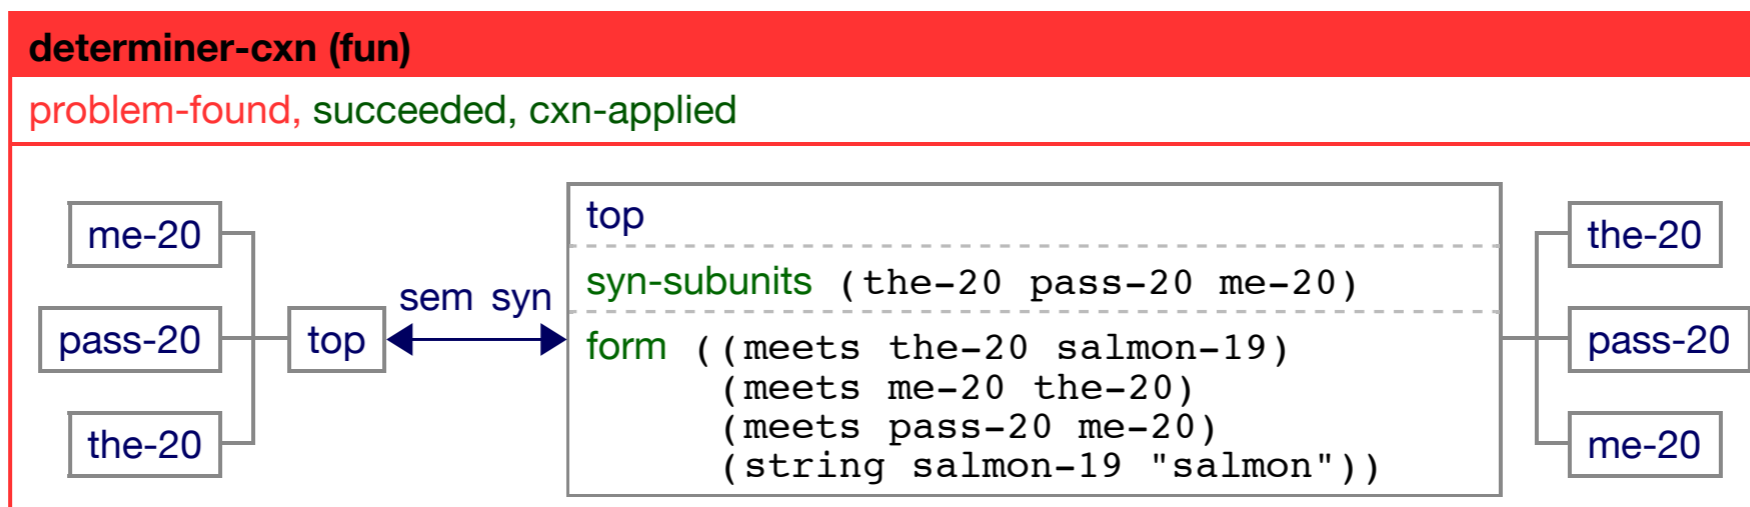 determiner-cxn (fun)
problem-found, succeeded, cxn-applied
me-20
pass-20
the-20
top
sem syn
top
syn-subunits (the-20 pass-20 me-20)
form ((meets the-20 salmon-19)
(meets me-20 the-20)
(meets pass-20 me-20)
(string salmon-19 "salmon"))
the-20
pass-20
me-20